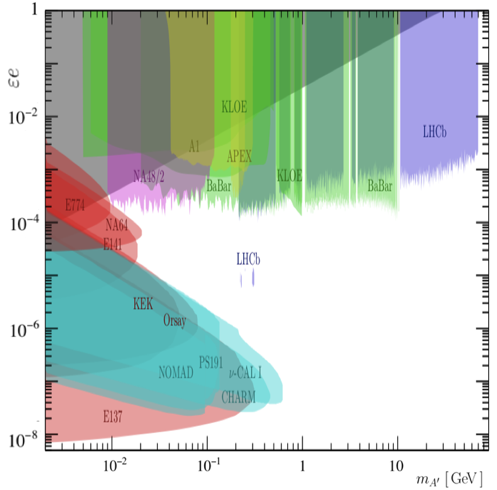 1
εe
10⁻²
10⁻⁴
10⁻⁶
10⁻⁸
KLOE
LHCb
A1
APEX
NA48/2
BaBar
KLOE
BaBar
E774
NA64
E141
LHCb
KEK
Orsay
PS191
NOMAD
ν-CAL I
CHARM
E137
10⁻²
10⁻¹
1
10
m_A′ [GeV]